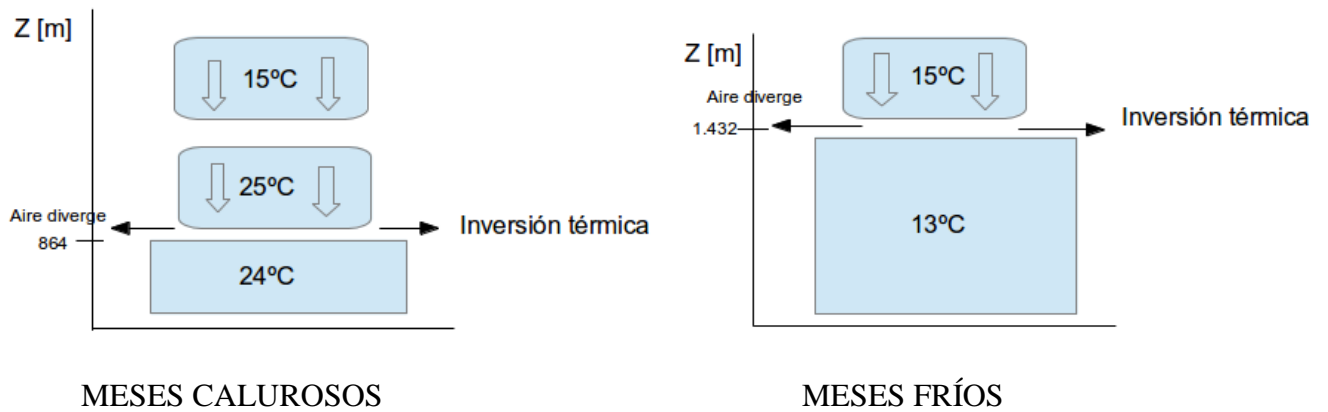 Z [m]
15ºC
25ºC
Aire diverge
864
Inversión térmica
24ºC
MESES CALUROSOS
Z [m]
15ºC
Aire diverge
1.432
Inversión térmica
13ºC
MESES FRÍOS